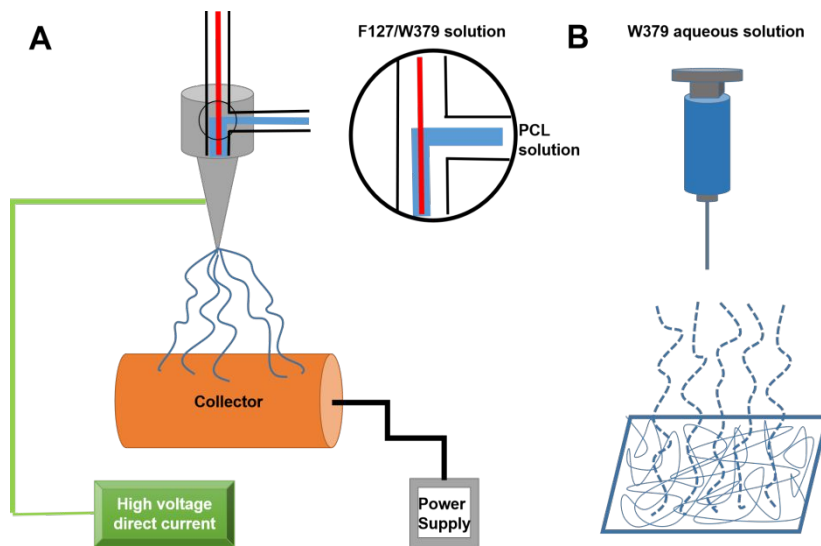 A
F127/W379 solution
PCL
solution
Collector
High voltage
direct current
Power
Supply
B
W379 aqueous solution